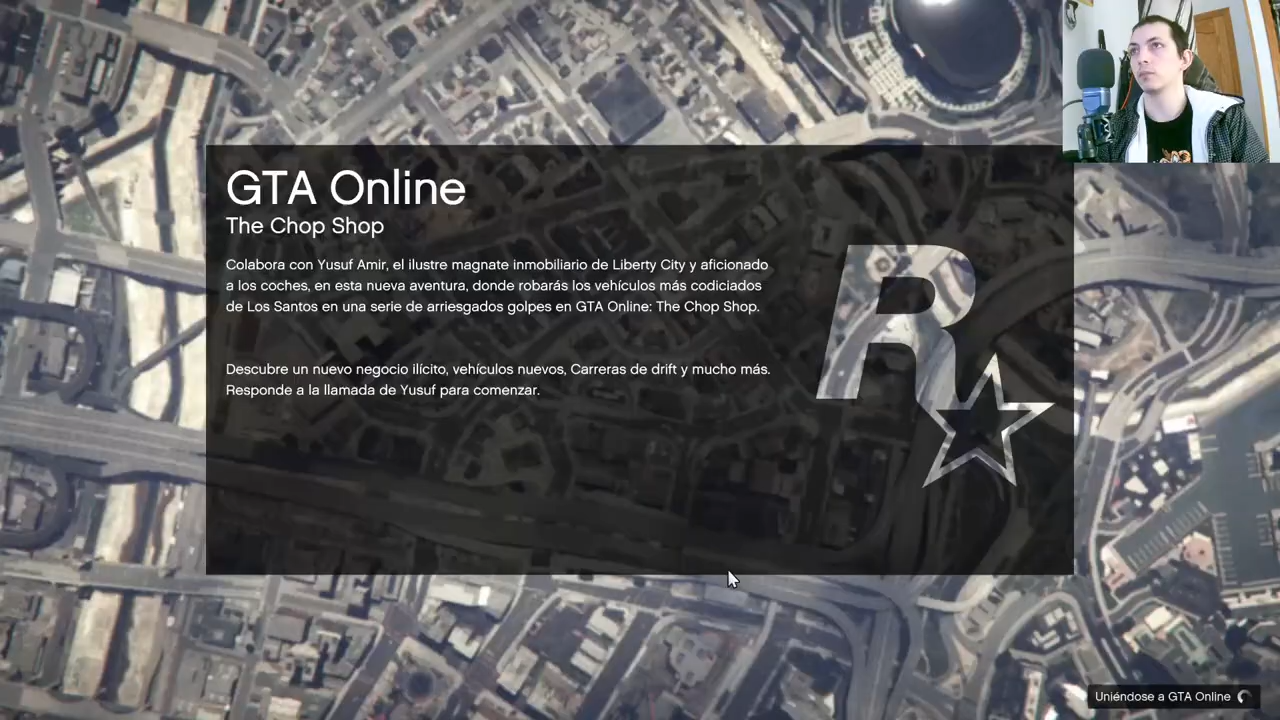 GTA Online
The Chop Shop
Colabora con Yusuf Amir, el ilustre magnate inmobiliario de Liberty City y aficionado
a los coches, en esta nueva aventura, donde robarás los vehículos más codiciados
de Los Santos en una serie de arriesgados golpes en GTA Online: The Chop Shop.
Descubre un nuevo negocio ilícito, vehículos nuevos, Carreras de drift y mucho más.
Responde a la llamada de Yusuf para comenzar.
R
Uniéndose a GTA Online